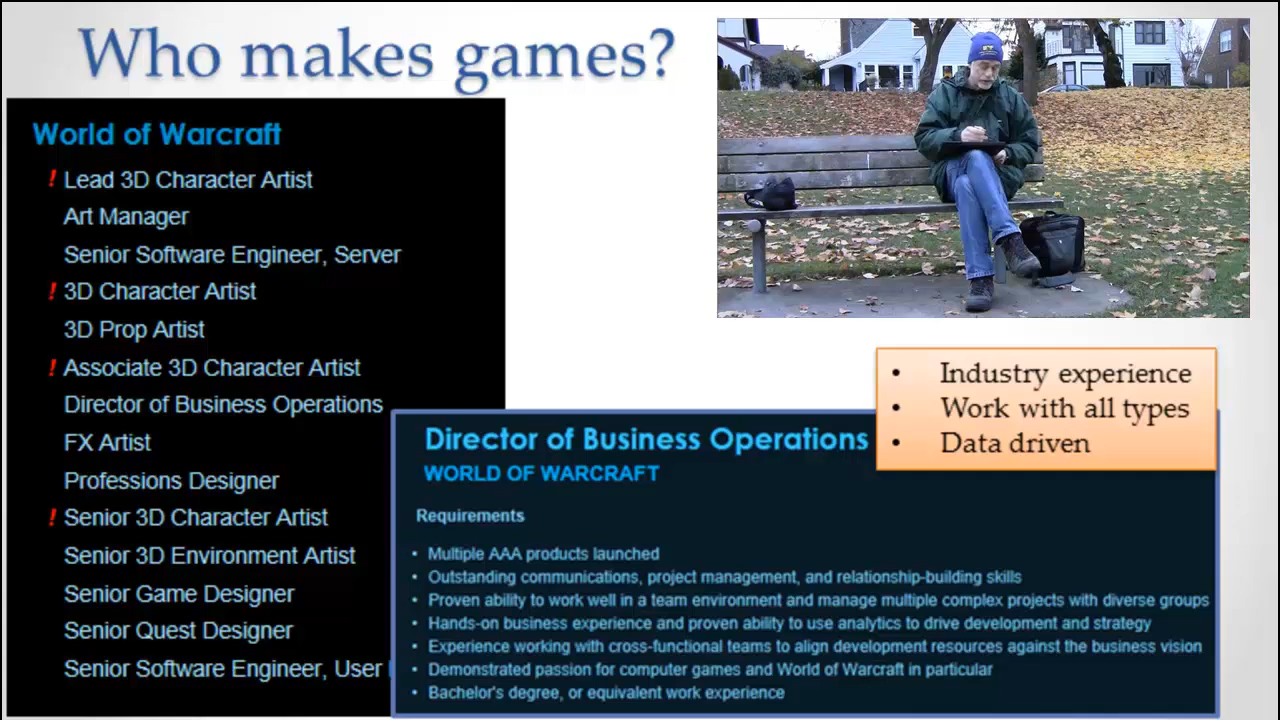 Who makes games?
World of Warcraft
! Lead 3D Character Artist
Art Manager
Senior Software Engineer, Server
! 3D Character Artist
3D Prop Artist
! Associate 3D Character Artist
Director of Business Operations
FX Artist
Professions Designer
! Senior 3D Character Artist
Senior 3D Environment Artist
Senior Game Designer
Senior Quest Designer
Senior Software Engineer, User
• Industry experience
• Work with all types
• Data driven
Director of Business Operations
WORLD OF WARCRAFT
Requirements
• Multiple AAA products launched
• Outstanding communications, project management, and relationship-building skills
• Proven ability to work well in a team environment and manage multiple complex projects with diverse groups
• Hands-on business experience and proven ability to use analytics to drive development and strategy
• Experience working with cross-functional teams to align development resources against the business vision
• Demonstrated passion for computer games and World of Warcraft in particular
• Bachelor's degree, or equivalent work experience